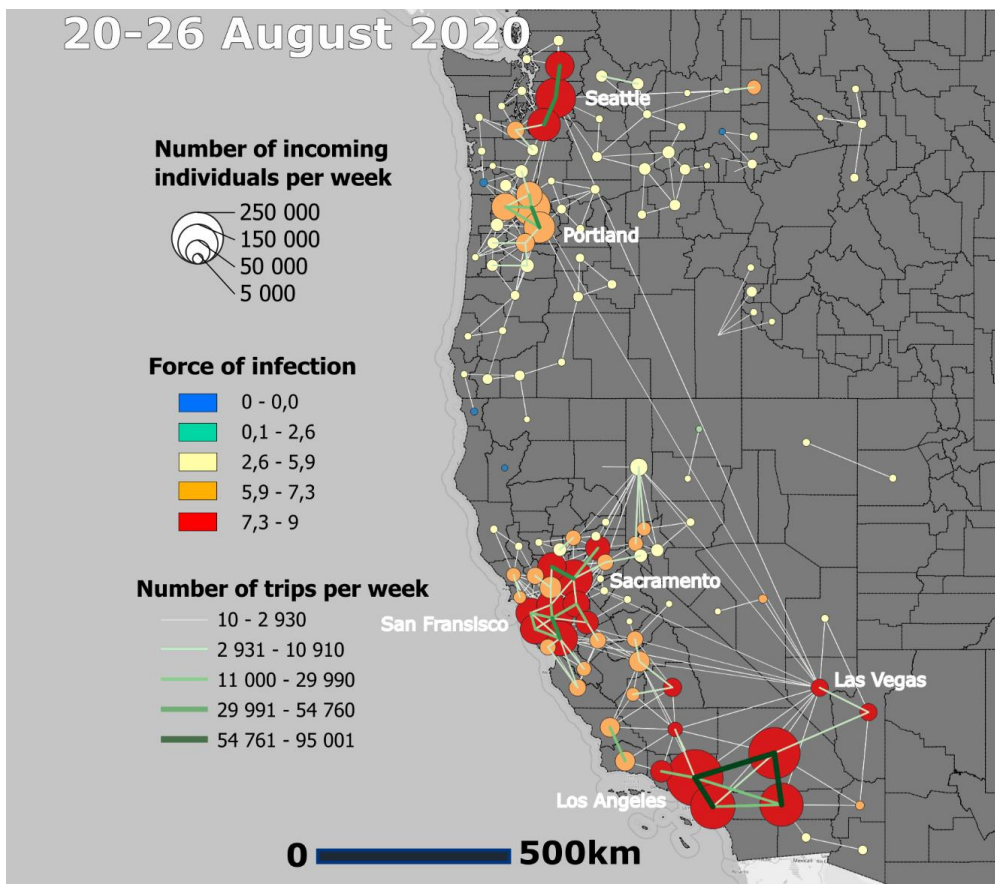 20-26 August 2020
Seattle
Number of incoming
individuals per week
250 000
150 000
50 000
5 000
Portland
Force of infection
0 - 0,0
0,1 - 2,6
2,6 - 5,9
5,9 - 7,3
7,3 - 9
Number of trips per week
10 - 2 930
2 931 - 10 910
11 000 - 29 990
29 991 - 54 760
54 761 - 95 001
Sacramento
San Fransisco
Las Vegas
Los Angeles
0
500km